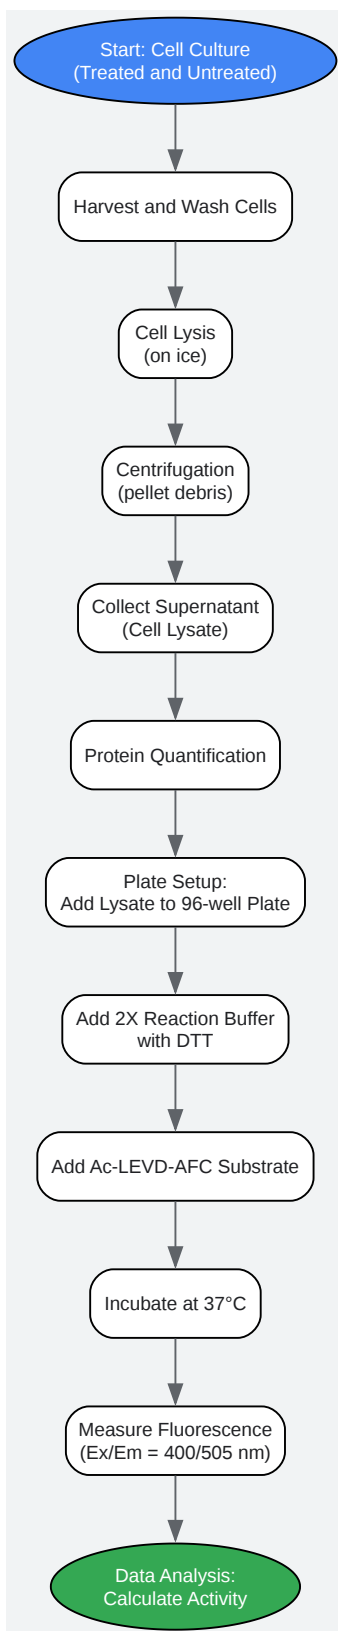 Start: Cell Culture
(Treated and Untreated)
Harvest and Wash Cells
Cell Lysis
(on ice)
Centrifugation
(pellet debris)
Collect Supernatant
(Cell Lysate)
Protein Quantification
Plate Setup:
Add Lysate to 96-well Plate
Add 2X Reaction Buffer
with DTT
Add Ac-LEVD-AFC Substrate
Incubate at 37°C
Measure Fluorescence
(Ex/Em = 400/505 nm)
Data Analysis:
Calculate Activity